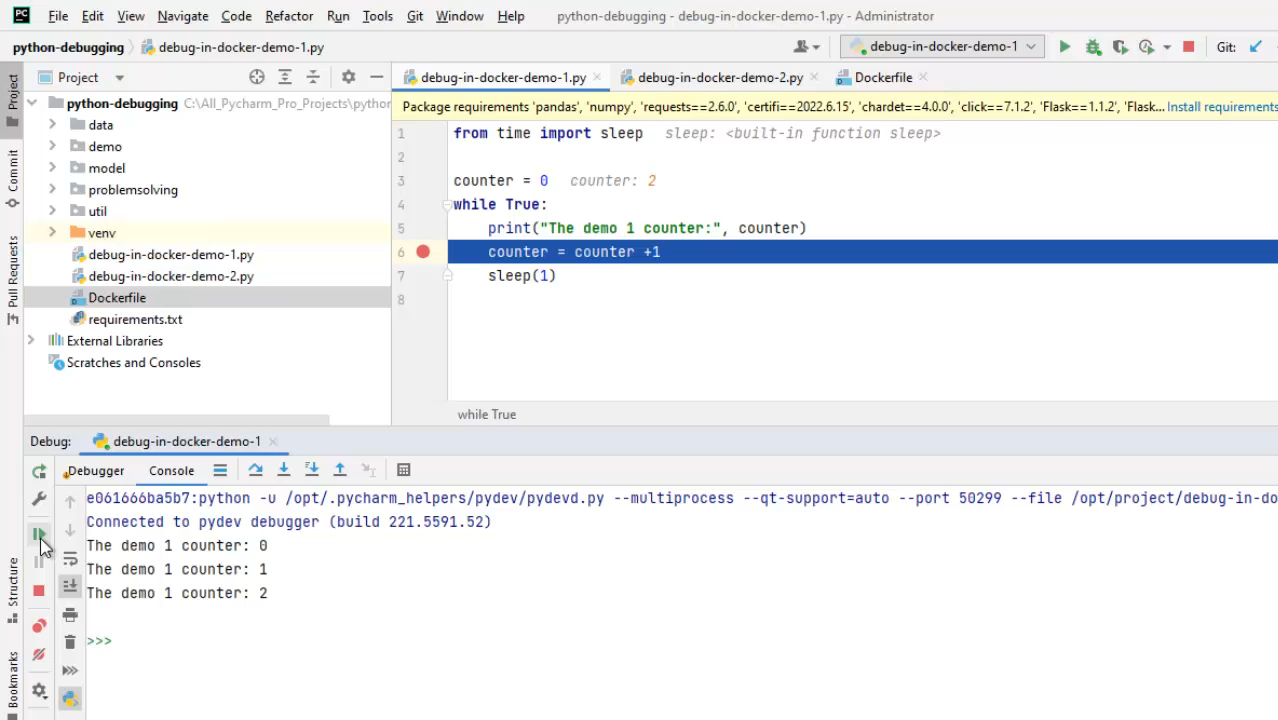 PC File Edit View Navigate Code Refactor Run Tools Git Window Help python-debugging - debug-in-docker-demo-1.py - Administrator
python-debugging debug-in-docker-demo-1.py debug-in-docker-demo-1 Git:
Project debug-in-docker-demo-1.py debug-in-docker-demo-2.py Dockerfile
python-debugging C:\All_Pycharm_Pro_Projects\python
Package requirements 'pandas', 'numpy', 'requests==2.6.0', 'certifi==2022.6.15', 'chardet==4.0.0', 'click==7.1.2', 'Flask==1.1.2', 'Flask... Install requirements
data
demo
model
problemsolving
util
venv
debug-in-docker-demo-1.py
debug-in-docker-demo-2.py
Dockerfile
requirements.txt
External Libraries
Scratches and Consoles
1 from time import sleep sleep: <built-in function sleep>
2
3 counter = 0 counter: 2
4 while True:
5 print("The demo 1 counter:", counter)
6 counter = counter +1
7 sleep(1)
8
while True
Project
Commit
Pull Requests
Structure
Bookmarks
Debug: debug-in-docker-demo-1
Debugger Console
e061666ba5b7:python -u /opt/.pycharm_helpers/pydev/pydevd.py --multiprocess --qt-support=auto --port 50299 --file /opt/project/debug-in-do
Connected to pydev debugger (build 221.5591.52)
The demo 1 counter: 0
The demo 1 counter: 1
The demo 1 counter: 2
>>>